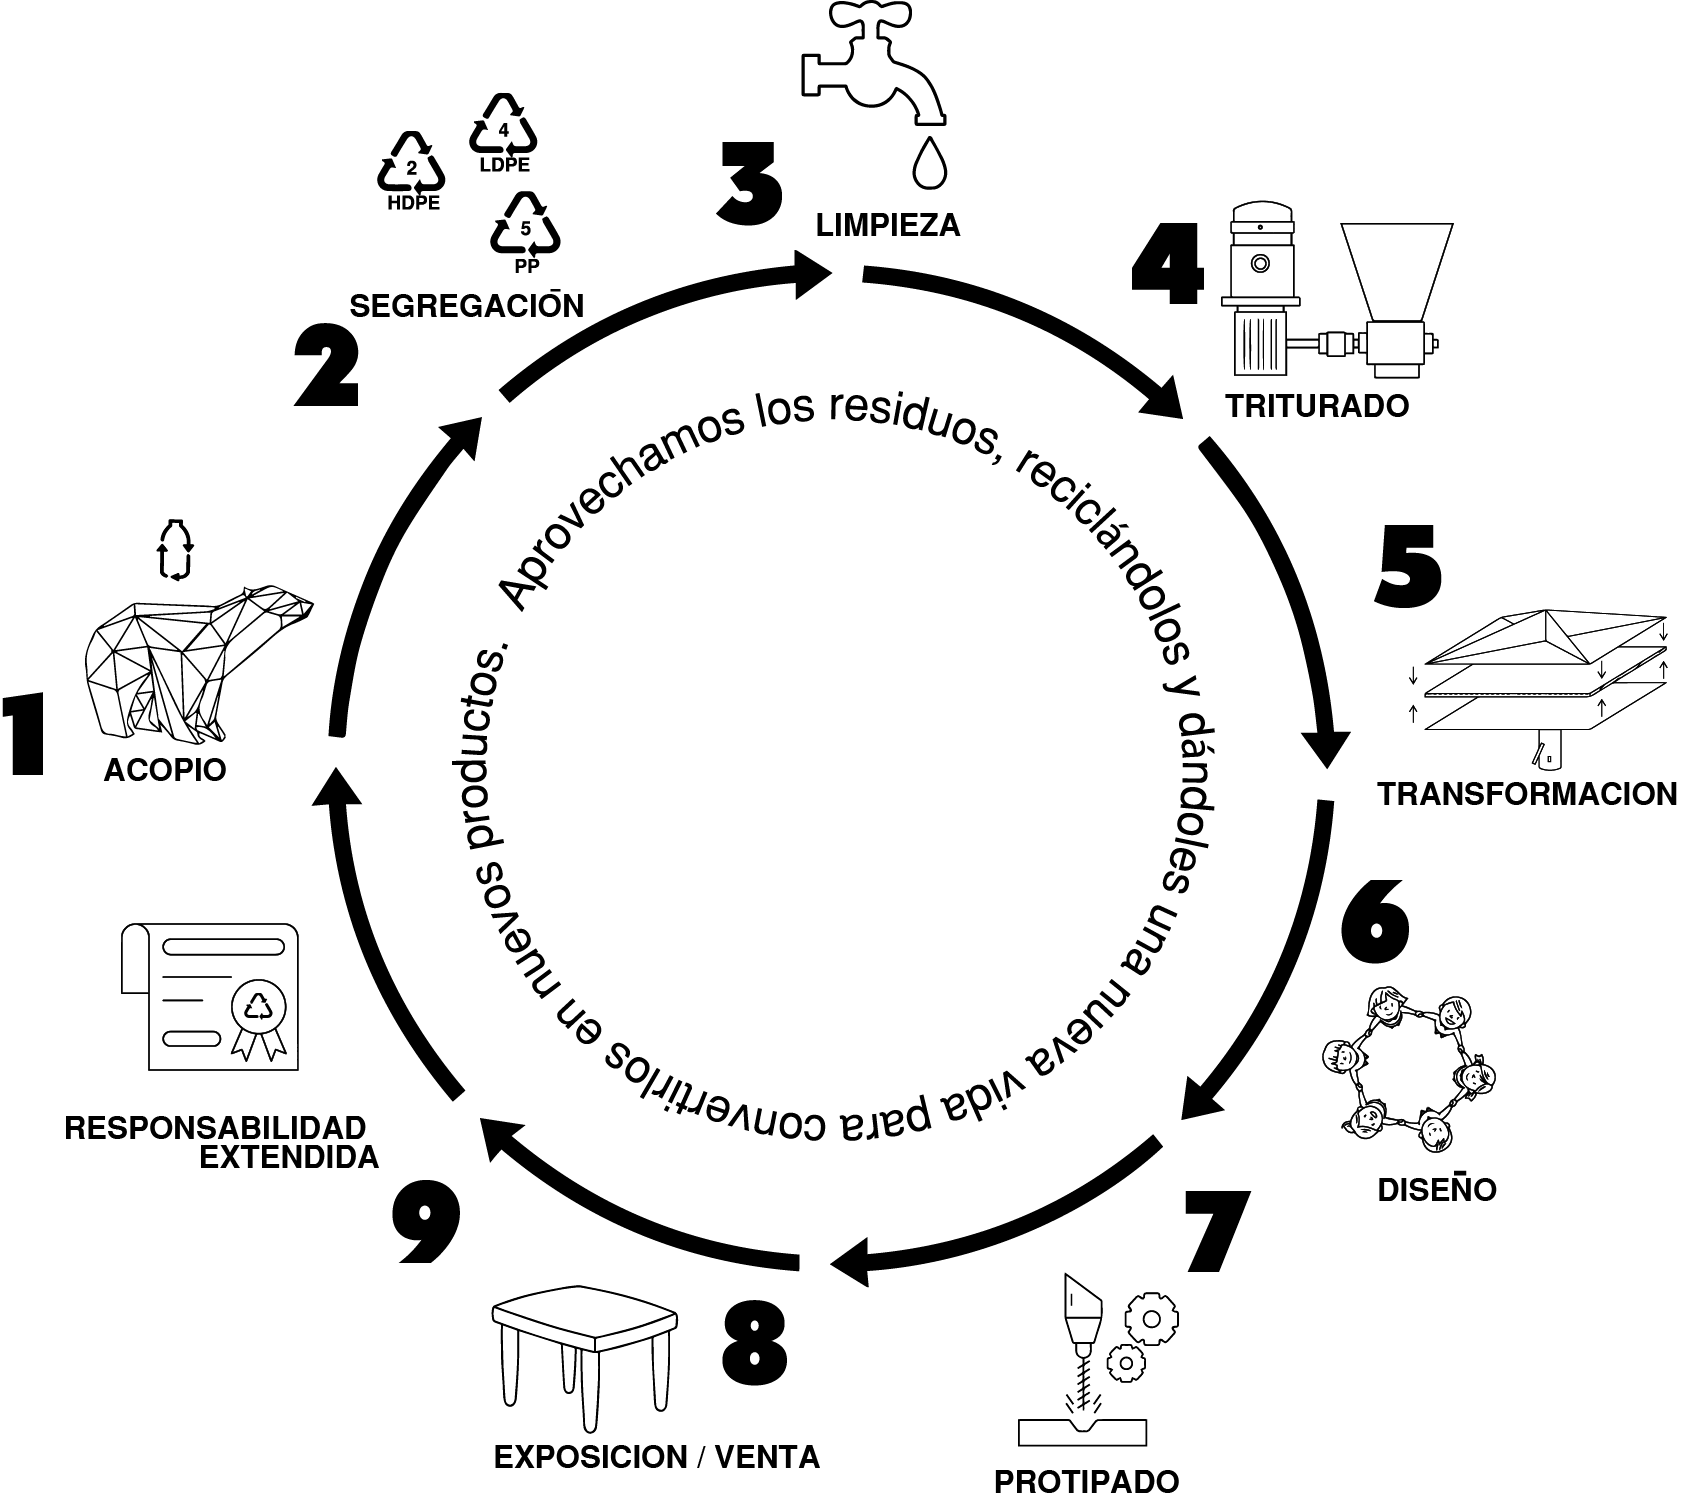 1
ACOPIO
2
2
HDPE
4
LDPE
5
PP
SEGREGACIÓN
3
LIMPIEZA
4
TRITURADO
5
TRANSFORMACION
6
DISEÑO
7
PROTIPADO
8
EXPOSICION / VENTA
9
RESPONSABILIDAD
EXTENDIDA
Aprovechamos los residuos, reciclándolos y dándoles una nueva vida para convertirlos en nuevos productos.